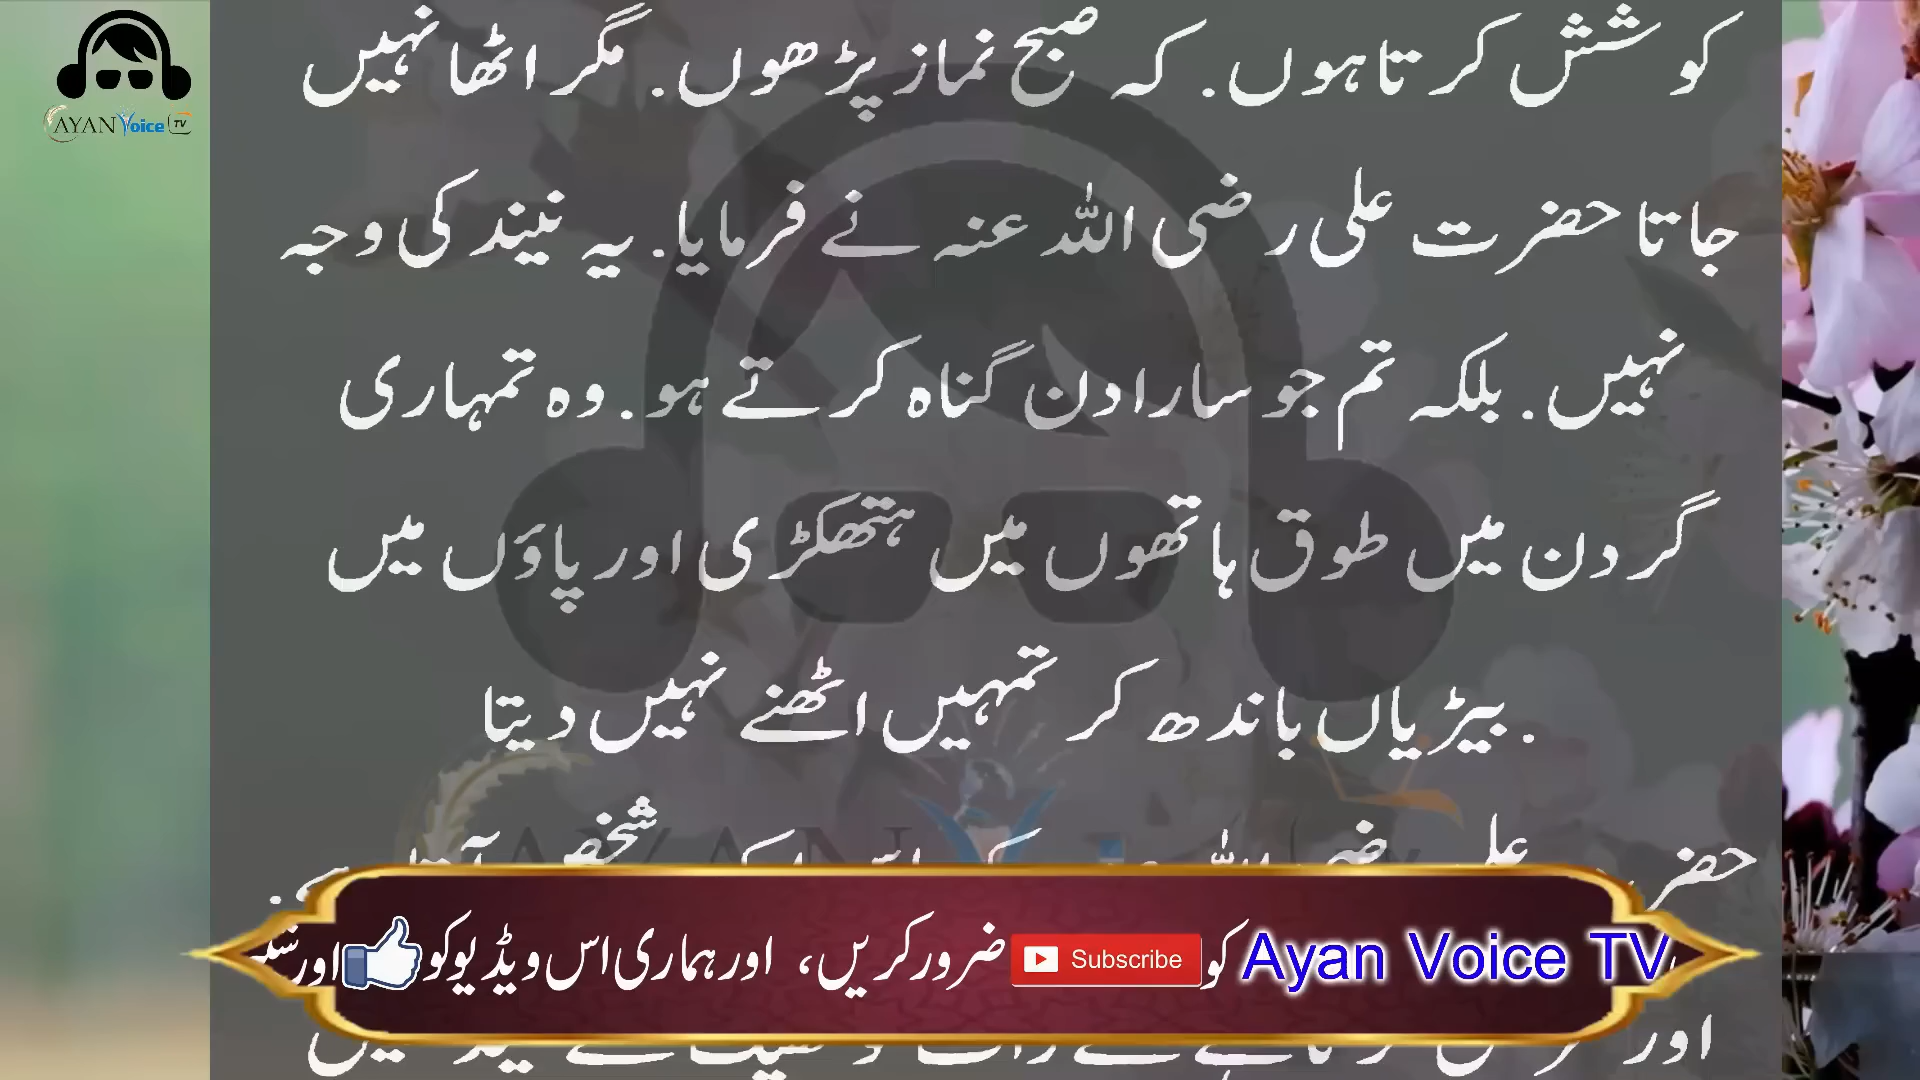 AYAN Voice TV
کوشش کرتا ہوں. کہ صبح نماز پڑھوں. مگر اٹھا نہیں
جاتا حضرت علی رضی اللہ عنہ نے فرمایا. یہ نیند کی وجہ
نہیں. بلکہ تم جو سارا دن گناہ کرتے ہو. وہ تمہاری
گردن میں طوق ہاتھوں میں ہتھکڑی اور پاؤں میں
بیڑیاں باندھ کر تمہیں اٹھنے نہیں دیتا.
علی شخص
Ayan Voice TV کو Subscribe ضرور کریں، اور ہماری اس ویڈیو کو اور
اور